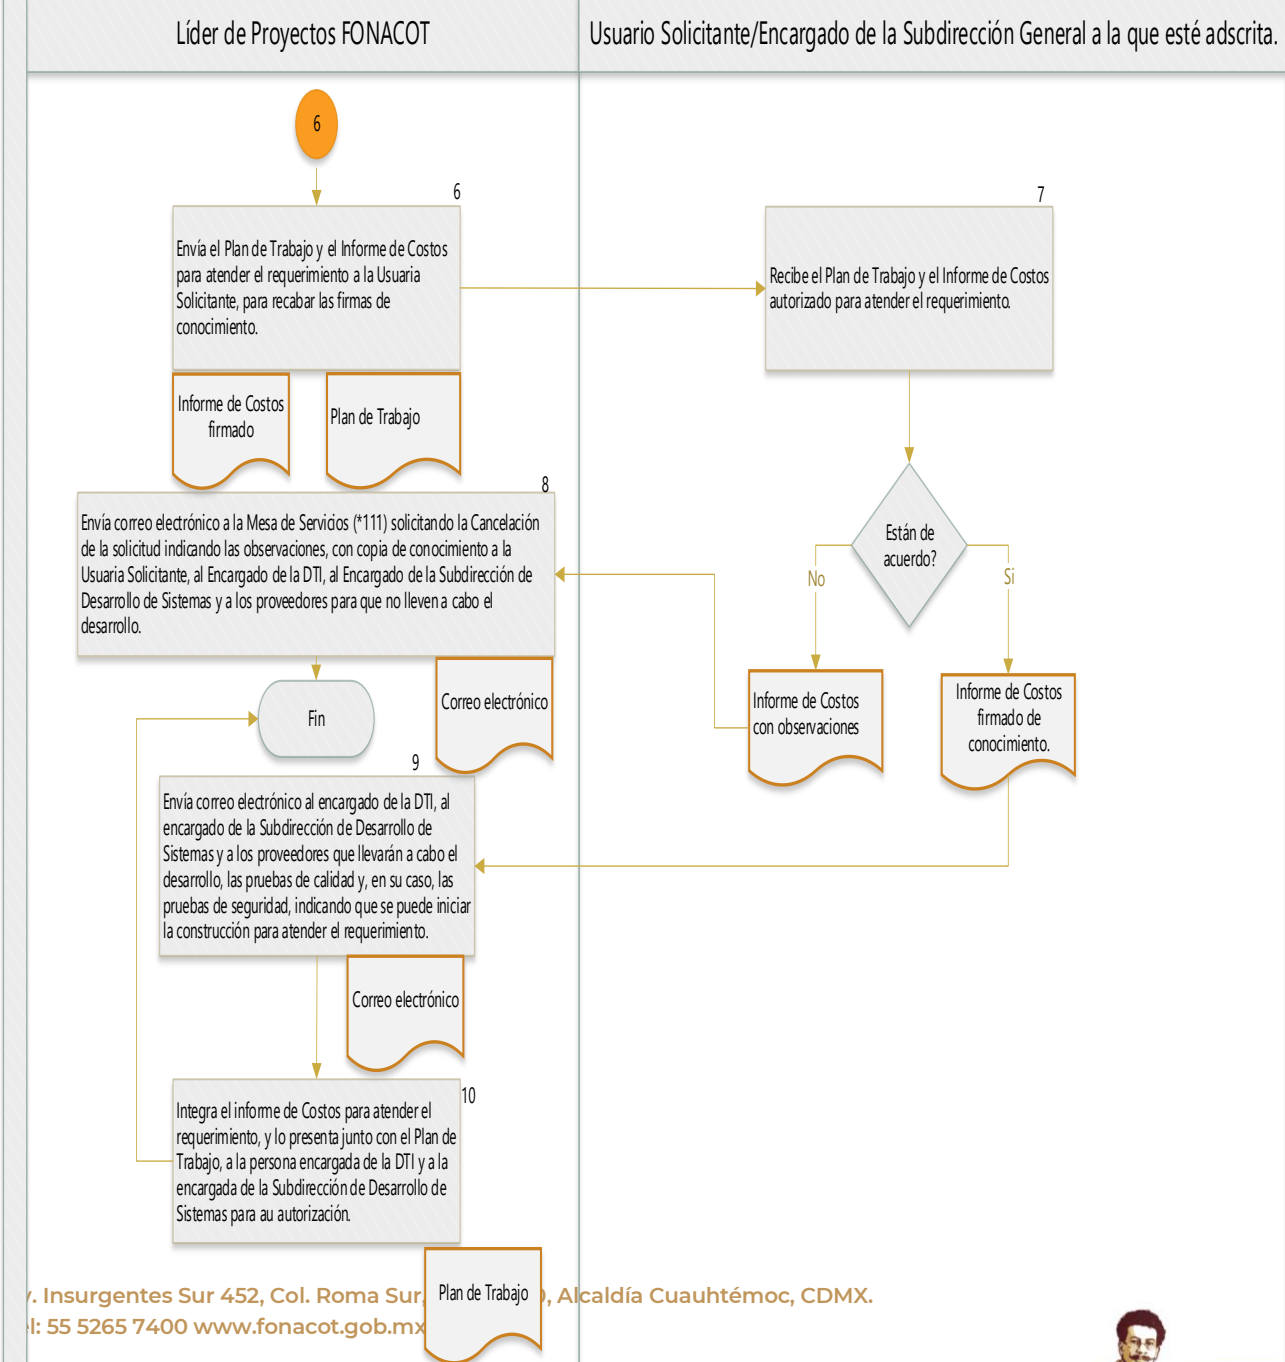 Líder de Proyectos FONACOT
Usuario Solicitante/Encargado de la Subdirección General a la que esté adscrita.
6
6
Envía el Plan de Trabajo y el Informe de Costos
para atender el requerimiento a la Usuaria
Solicitante, para recabar las firmas de
conocimiento.
Informe de Costos
firmado
Plan de Trabajo
7
Recibe el Plan de Trabajo y el Informe de Costos
autorizado para atender el requerimiento.
Están de
acuerdo?
No
Si
Informe de Costos
con observaciones
Informe de Costos
firmado de
conocimiento.
8
Envía correo electrónico a la Mesa de Servicios (*111) solicitando la Cancelación
de la solicitud indicando las observaciones, con copia de conocimiento a la
Usuaria Solicitante, al Encargado de la DTI, al Encargado de la Subdirección de
Desarrollo de Sistemas y a los proveedores para que no lleven a cabo el
desarrollo.
Correo electrónico
Fin
9
Envía correo electrónico al encargado de la DTI, al
encargado de la Subdirección de Desarrollo de
Sistemas y a los proveedores que llevarán a cabo el
desarrollo, las pruebas de calidad y, en su caso, las
pruebas de seguridad, indicando que se puede iniciar
la construcción para atender el requerimiento.
Correo electrónico
10
Integra el informe de Costos para atender el
requerimiento, y lo presenta junto con el Plan de
Trabajo, a la persona encargada de la DTI y a la
encargada de la Subdirección de Desarrollo de
Sistemas para au autorización.
Plan de Trabajo
Insurgentes Sur 452, Col. Roma Sur, , Alcaldía Cuauhtémoc, CDMX.
55 5265 7400 www.fonacot.gob.mx